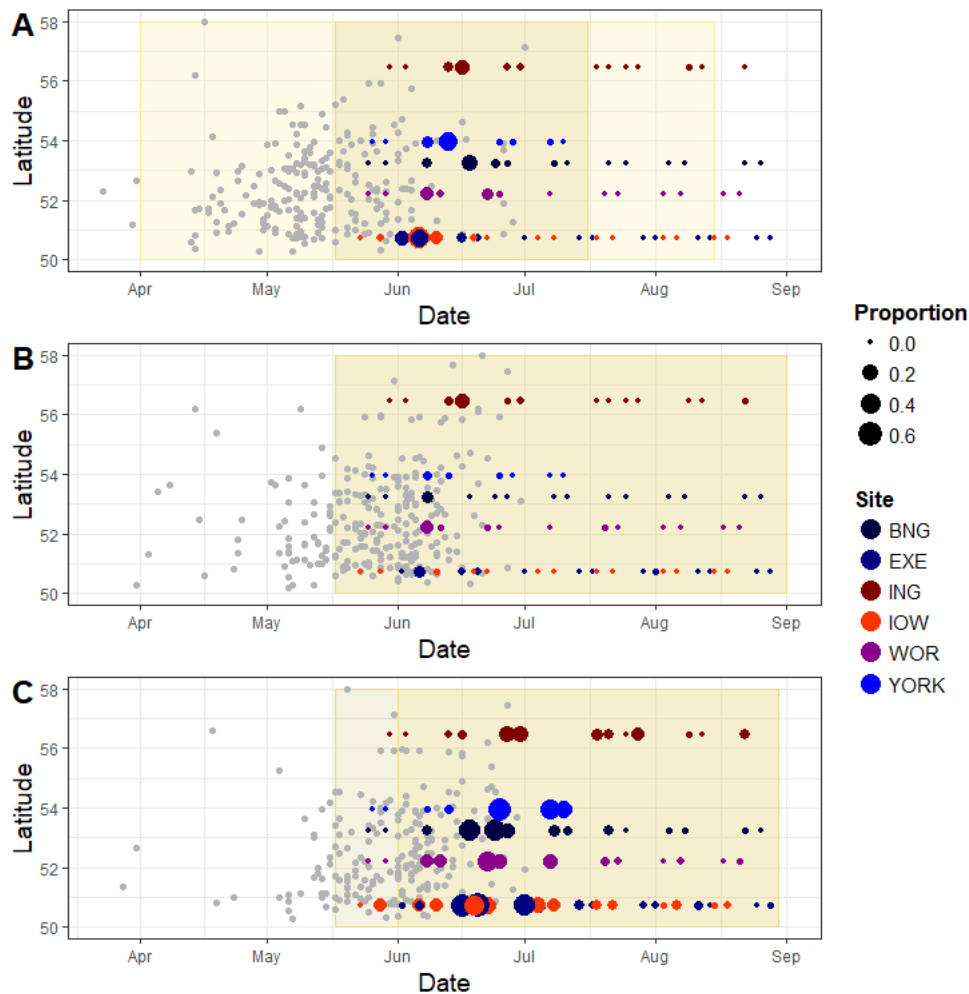 A
Latitude
58
56
54
52
50
Apr May Jun Jul Aug Sep
Date
B
Latitude
58
56
54
52
50
Apr May Jun Jul Aug Sep
Date
C
Latitude
58
56
54
52
50
Apr May Jun Jul Aug Sep
Date
Proportion
0.0
0.2
0.4
0.6
Site
BNG
EXE
ING
IOW
WOR
YORK